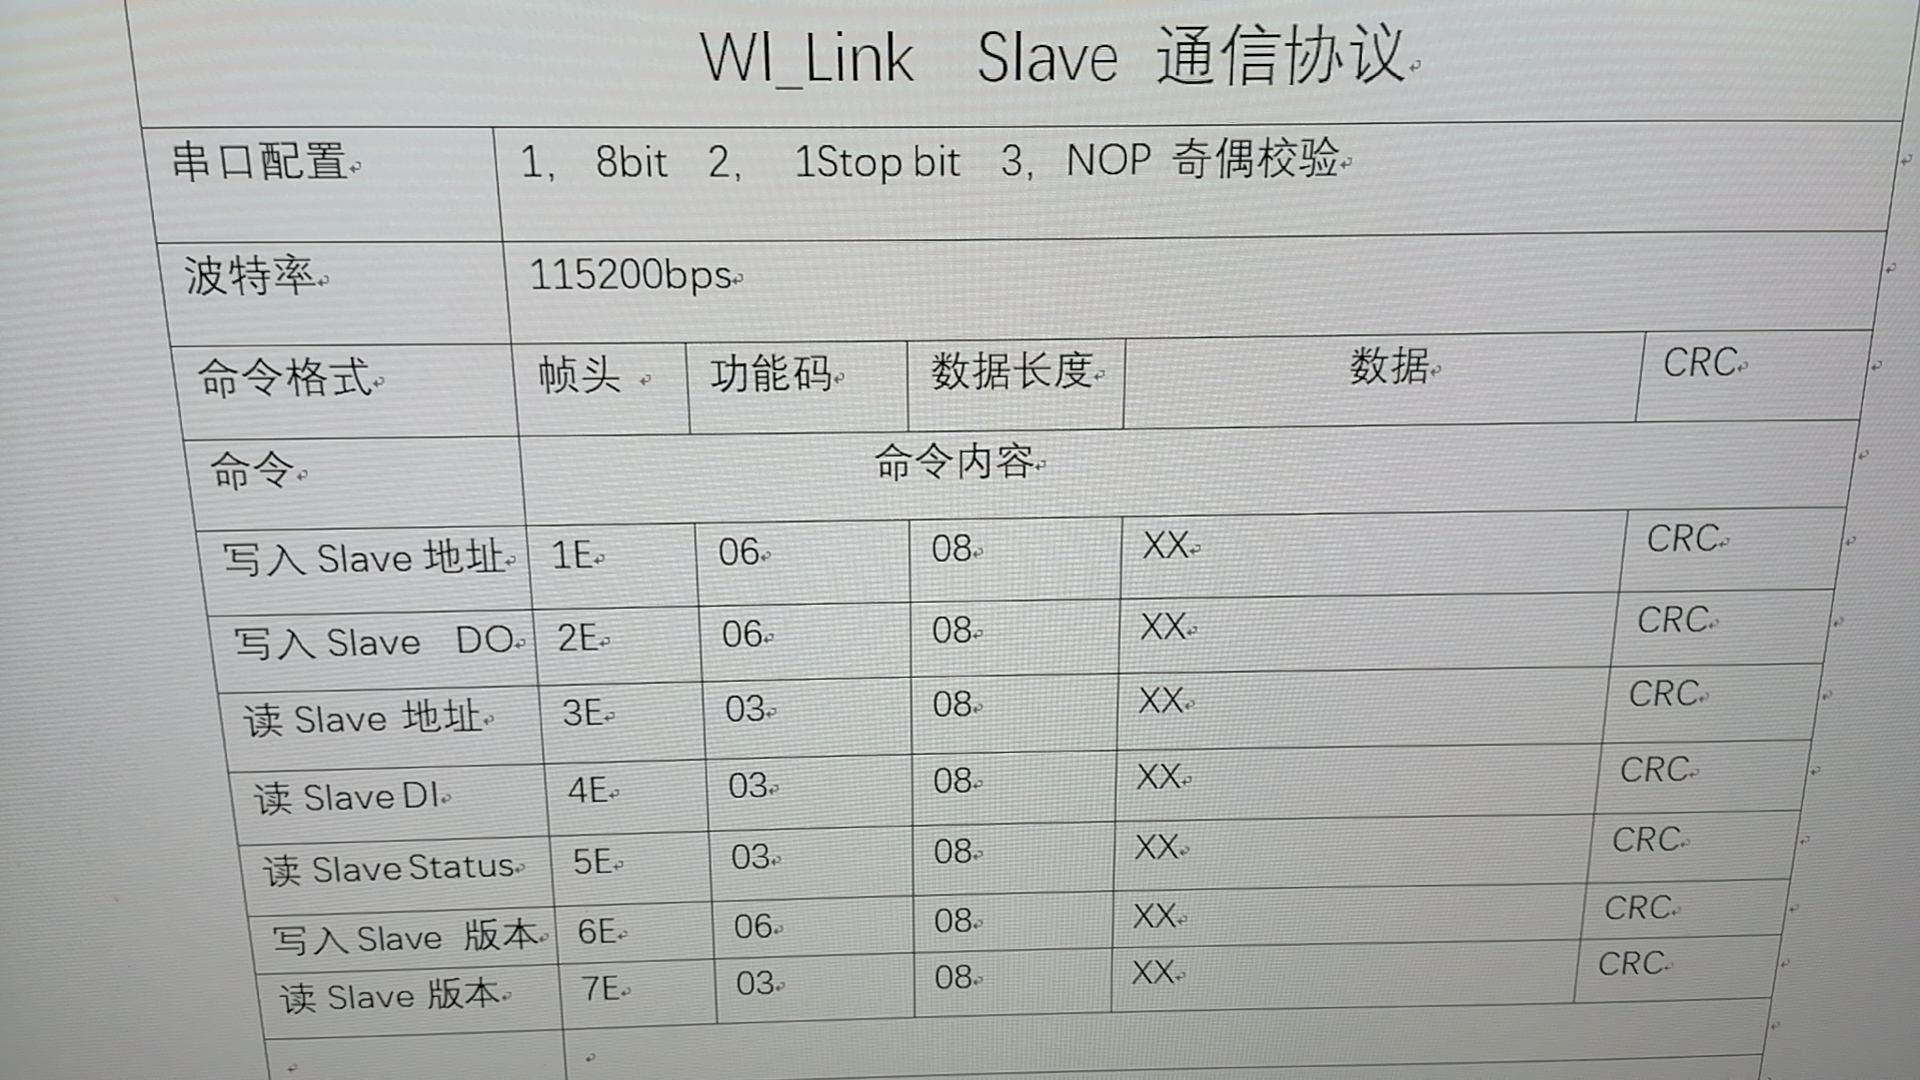 WI_Link Slave 通信协议
串口配置 1, 8bit 2, 1Stop bit 3, NOP 奇偶校验
波特率 115200bps
命令格式 帧头 功能码 数据长度 数据 CRC
命令 命令内容
写入 Slave 地址 1E 06 08 XX CRC
写入 Slave DO 2E 06 08 XX CRC
读 Slave 地址 3E 03 08 XX CRC
读 Slave DI 4E 03 08 XX CRC
读 Slave Status 5E 03 08 XX CRC
写入 Slave 版本 6E 06 08 XX CRC
读 Slave 版本 7E 03 08 XX CRC